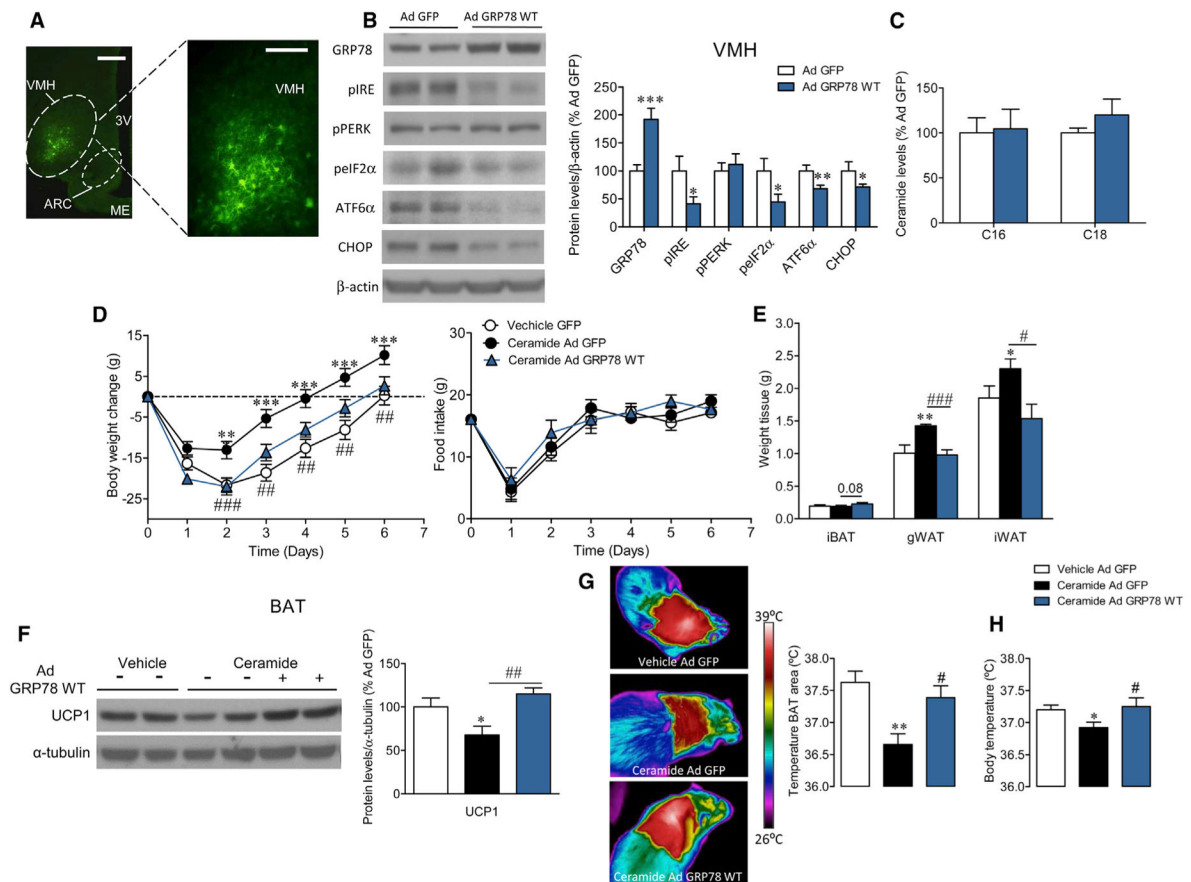 A
VMH
3V
ARC
ME
VMH
B
Ad GFP Ad GRP78 WT
GRP78
pIRE
pPERK
peIF2α
ATF6α
CHOP
β-actin
VMH
Ad GFP
Ad GRP78 WT
Protein levels/β-actin (% Ad GFP)
250
200
150
100
50
0
***
*
*
**
*
GRP78
pIRE
pPERK
peIF2α
ATF6α
CHOP
C
Ceramide levels (% Ad GFP)
150
100
50
0
C16 C18
D
Body weight change (g)
15
5
-5
-15
-25
** *** *** *** ***
### ## ## ## ##
0 1 2 3 4 5 6 7
Time (Days)
Vechicle GFP
Ceramide Ad GFP
Ceramide Ad GRP78 WT
Food intake (g)
30
20
10
0
0 1 2 3 4 5 6 7
Time (Days)
E
Weight tissue (g)
3.0
2.5
2.0
1.5
1.0
0.5
0.0
0.08
** ###
* #
iBAT gWAT iWAT
Vehicle Ad GFP
Ceramide Ad GFP
Ceramide Ad GRP78 WT
BAT
F
Vehicle Ceramide
Ad
GRP78 WT
- - - - + +
UCP1
α-tubulin
Protein levels/α-tubulin (% Ad GFP)
150
100
50
0
* ##
UCP1
G
Vehicle Ad GFP
Ceramide Ad GFP
Ceramide Ad GRP78 WT
39ºC
26ºC
Temperature BAT area (ºC)
38.0
37.5
37.0
36.5
36.0
** #
H
Body temperature (ºC)
38.0
37.5
37.0
36.5
36.0
* #